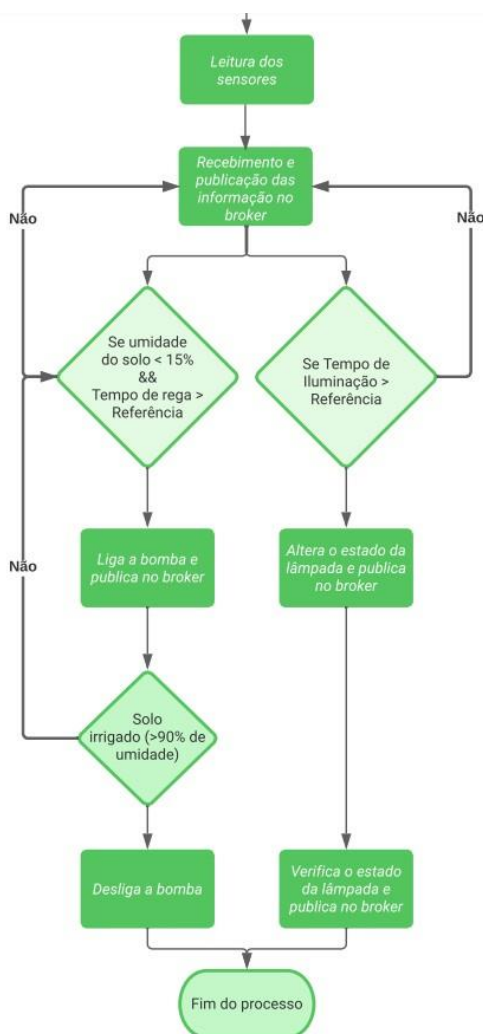 Leitura dos
sensores
Recebimento e
publicação das
informação no
broker
Não
Não
Se umidade
do solo < 15%
&&
Tempo de rega >
Referência
Se Tempo de
Iluminação >
Referência
Liga a bomba e
publica no broker
Altera o estado da
lâmpada e publica
no broker
Não
Solo
irrigado (>90% de
umidade)
Desliga a bomba
Verifica o estado
da lâmpada e
publica no broker
Fim do processo